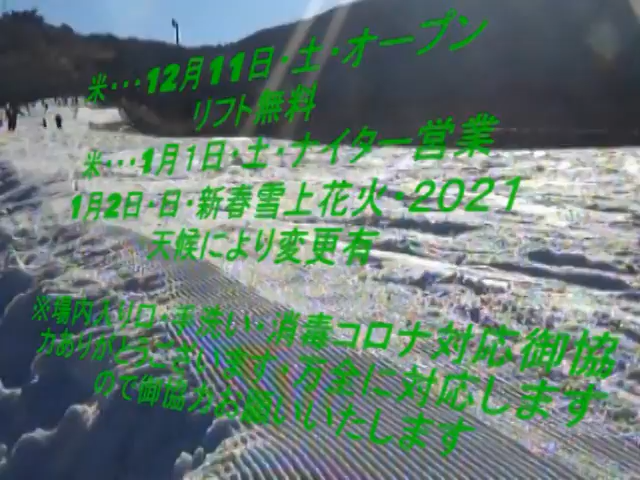 米・・・12月11日・土・オープン
リフト無料
米・・・1月1日・土・ナイター営業
1月2日・日・新春雪上花火・2021
天候により変更有
※場内入り口・手洗い・消毒コロナ対応御協
力ありがとうございます・万全に対応します
ので御協力お願いいたします